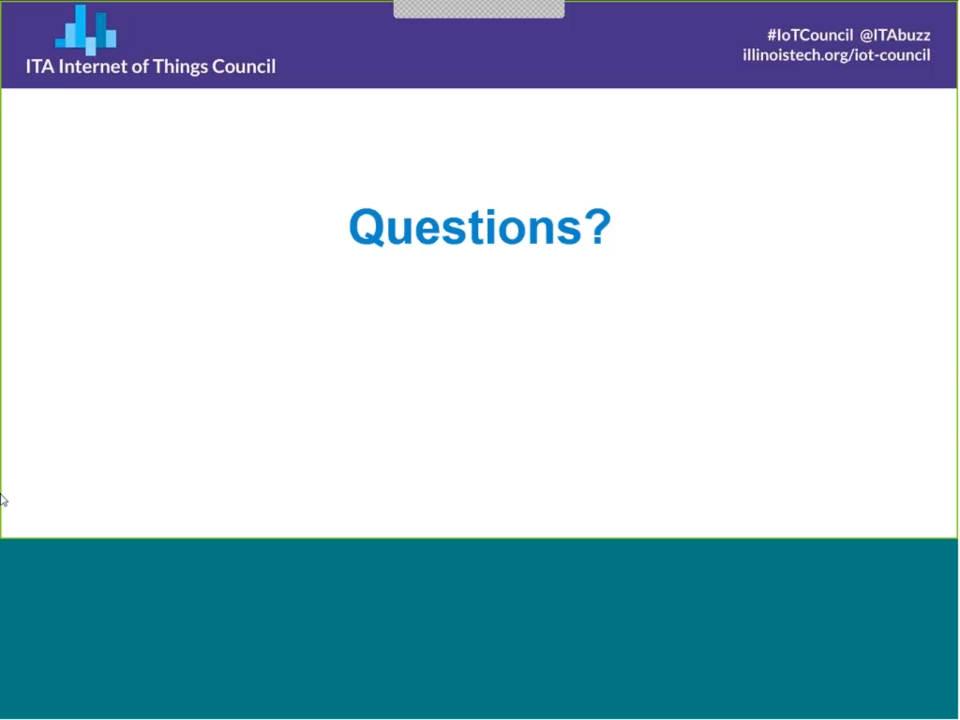 #IoTCouncil @ITAbuzz
illinoistech.org/iot-council
ITA Internet of Things Council
Questions?